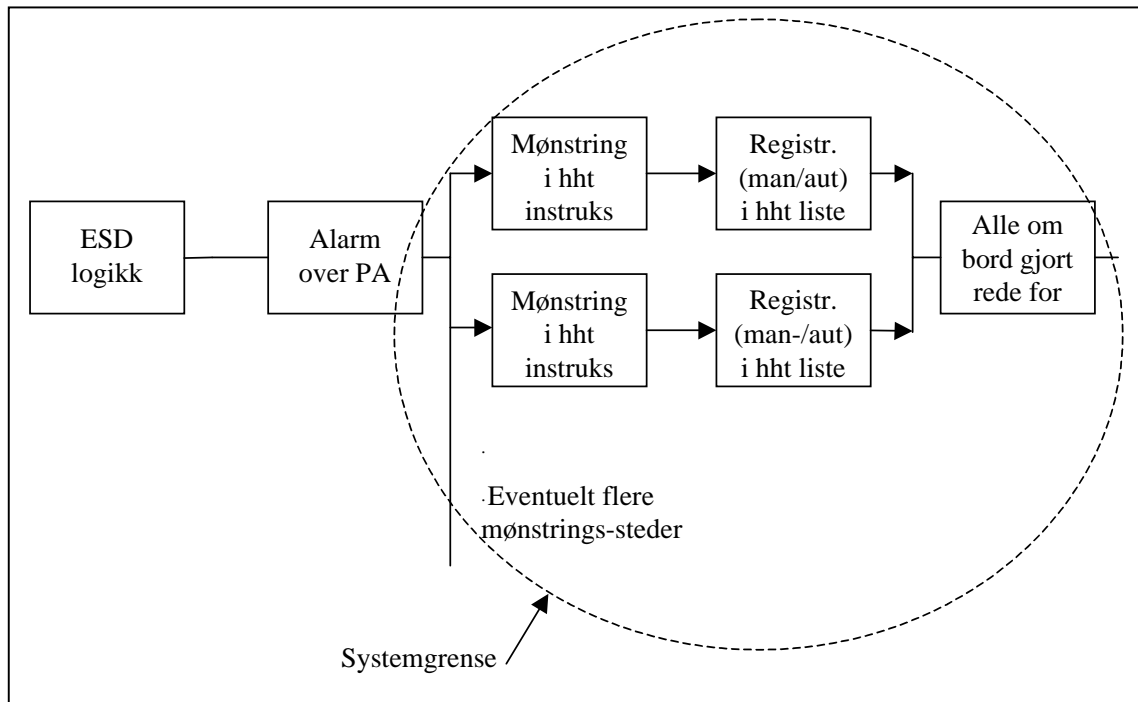 ESD
logikk
Alarm
over PA
Mønstring
i hht
instruks
Registr.
(man/aut)
i hht liste
Mønstring
i hht
instruks
Registr.
(man-/aut)
i hht liste
Alle om
bord gjort
rede for
Eventuelt flere
mønstrings-steder
Systemgrense